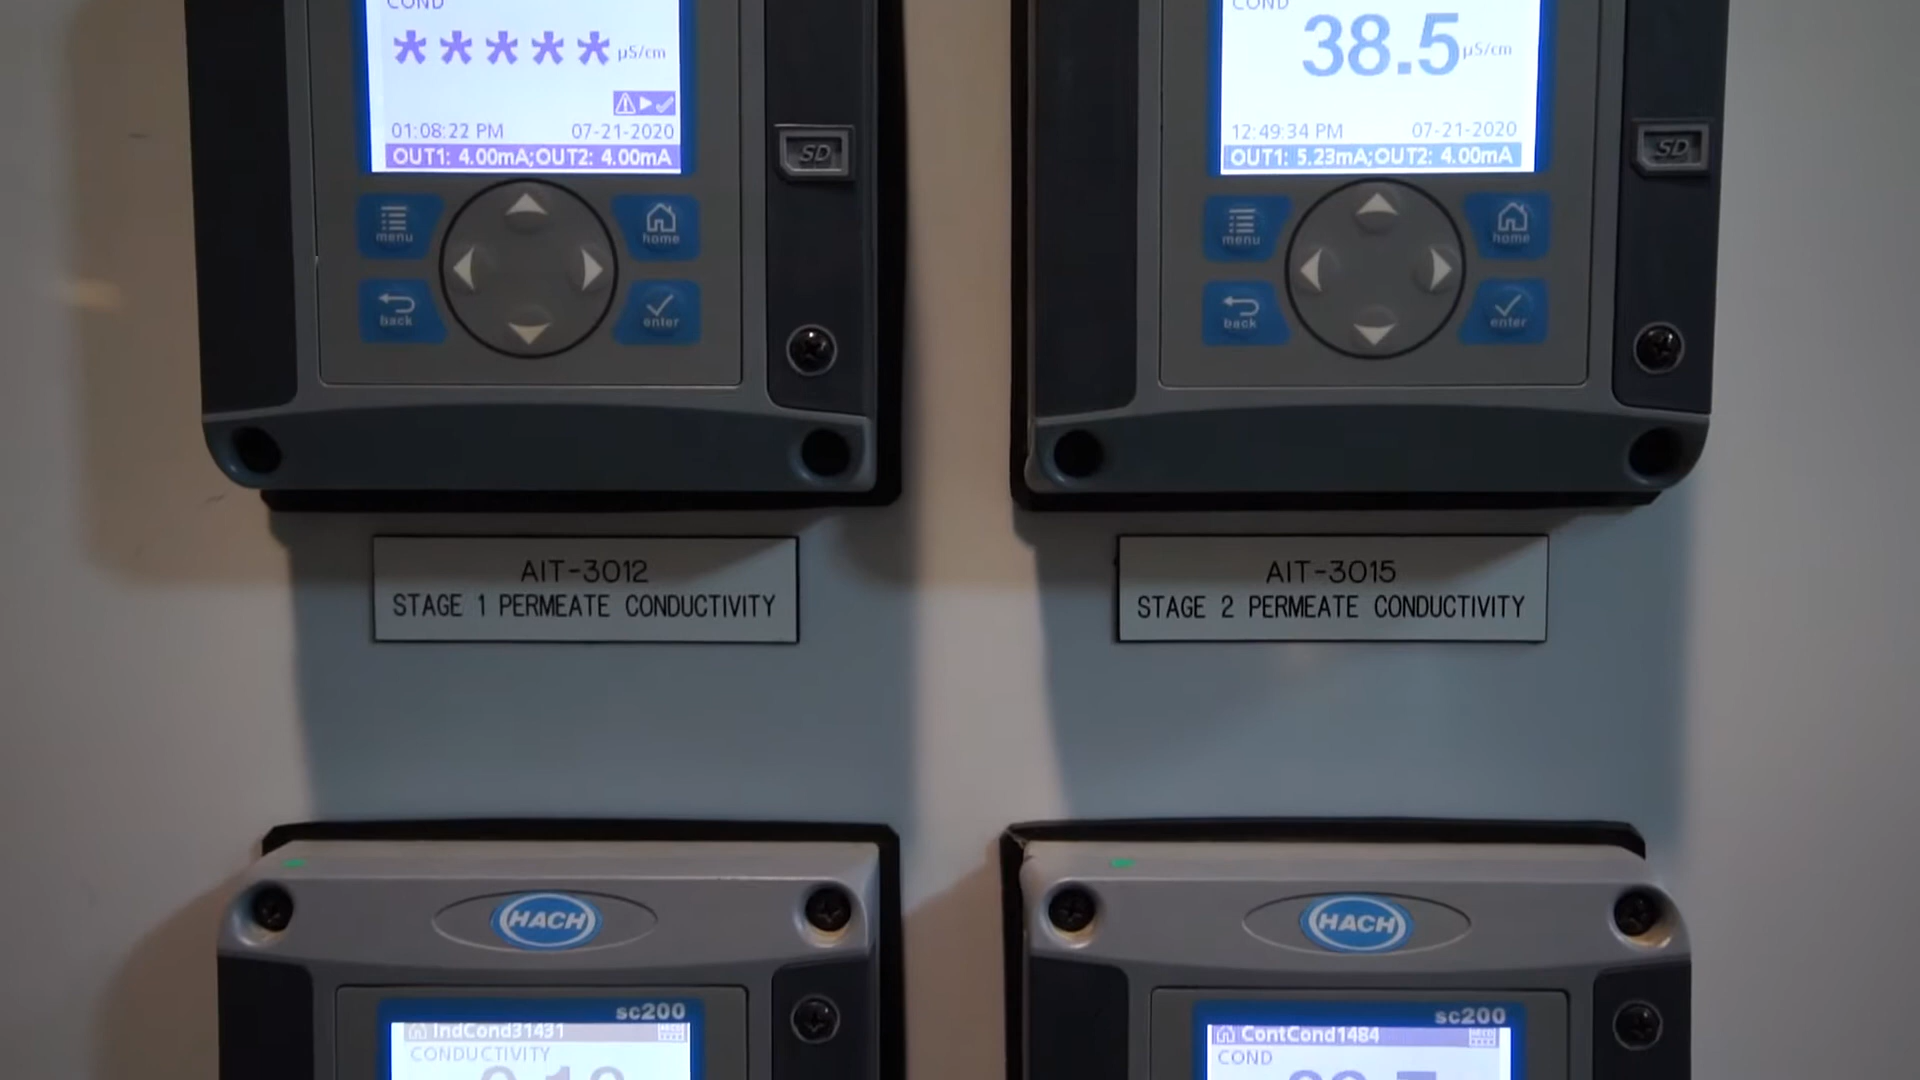 COND
***** µS/cm
01:08:22 PM 07-21-2020
OUT1: 4.00mA;OUT2: 4.00mA
menu
home
back
enter
SD
COND
38.5 µS/cm
12:49:34 PM 07-21-2020
OUT1: 5.23mA;OUT2: 4.00mA
menu
home
back
enter
SD
AIT-3012
STAGE 1 PERMEATE CONDUCTIVITY
AIT-3015
STAGE 2 PERMEATE CONDUCTIVITY
HACH
sc200
IndCond31431
CONDUCTIVITY
HACH
sc200
ContCond1484
COND